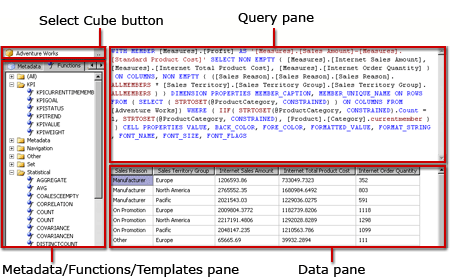 Select Cube button
Query pane
Adventure Works
Metadata
Functions
(All)
KPI
KPICURRENTTIMEMEMB
KPIGOAL
KPISTATUS
KPITREND
KPIVALUE
KPIWEIGHT
Metadata
Navigation
Other
Set
Statistical
AGGREGATE
AVG
COALESCEEMPTY
CORRELATION
COUNT
COUNT
COVARIANCE
COVARIANCEN
DISTINCTCOUNT
WITH MEMBER [Measures].[Profit] AS '[Measures].[Sales Amount]-[Measures].
[Standard Product Cost]' SELECT NON EMPTY { [Measures].[Internet Sales Amount],
[Measures].[Internet Total Product Cost], [Measures].[Internet Order Quantity] }
ON COLUMNS, NON EMPTY { ([Sales Reason].[Sales Reason].[Sales Reason].
ALLMEMBERS * [Sales Territory].[Sales Territory Group].[Sales Territory Group].
ALLMEMBERS ) } DIMENSION PROPERTIES MEMBER_CAPTION, MEMBER_UNIQUE_NAME ON ROWS
FROM ( SELECT ( STRTOSET(@ProductCategory, CONSTRAINED) ) ON COLUMNS FROM
[Adventure Works]) WHERE ( IIF( STRTOSET(@ProductCategory, CONSTRAINED).Count =
1, STRTOSET(@ProductCategory, CONSTRAINED), [Product].[Category].currentmember )
) CELL PROPERTIES VALUE, BACK_COLOR, FORE_COLOR, FORMATTED_VALUE, FORMAT_STRING
, FONT_NAME, FONT_SIZE, FONT_FLAGS
Sales Reason Sales Territory Group Internet Sales Amount Internet Total Product Cost Internet Order Quantity
Manufacturer Europe 1206593.86 733049.7323 352
Manufacturer North America 2765552.35 1680984.6492 803
Manufacturer Pacific 2021543.03 1229036.0275 591
On Promotion Europe 2009804.3772 1182739.8206 1118
On Promotion North America 2217191.4806 1292028.8289 1298
On Promotion Pacific 2048147.235 1210563.786 1099
Other Europe 65665.69 39932.2894 111
Metadata/Functions/Templates pane
Data pane